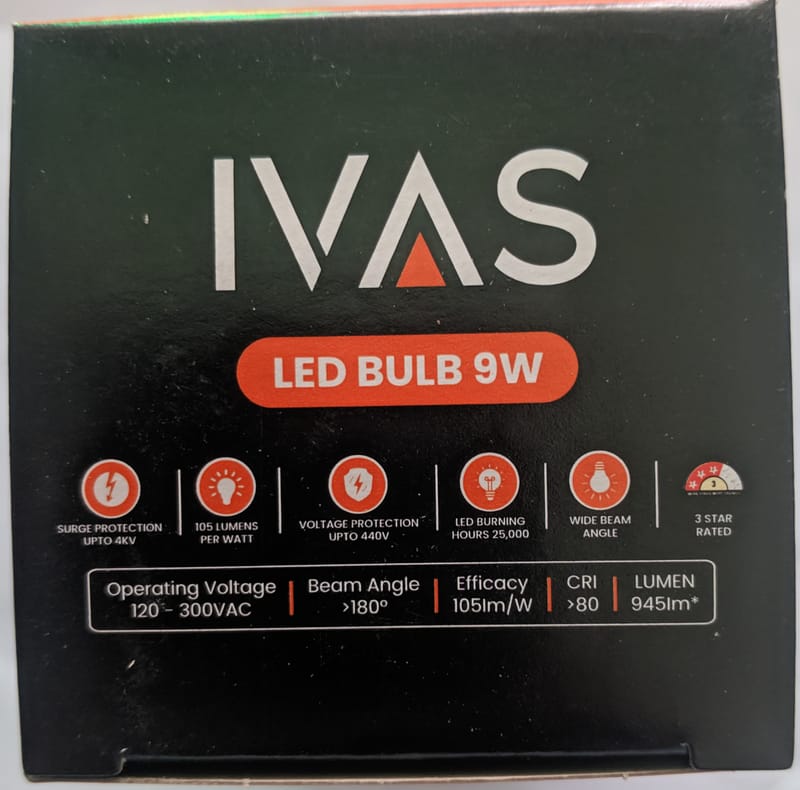 IVAS
LED BULB 9W
SURGE PROTECTION
UPTO 4KV
105 LUMENS
PER WATT
VOLTAGE PROTECTION
UPTO 440V
LED BURNING
HOURS 25,000
WIDE BEAM
ANGLE
3
3 STAR
RATED
Operating Voltage
120 - 300VAC
Beam Angle
>180°
Efficacy
105lm/W
CRI
>80
LUMEN
945lm*